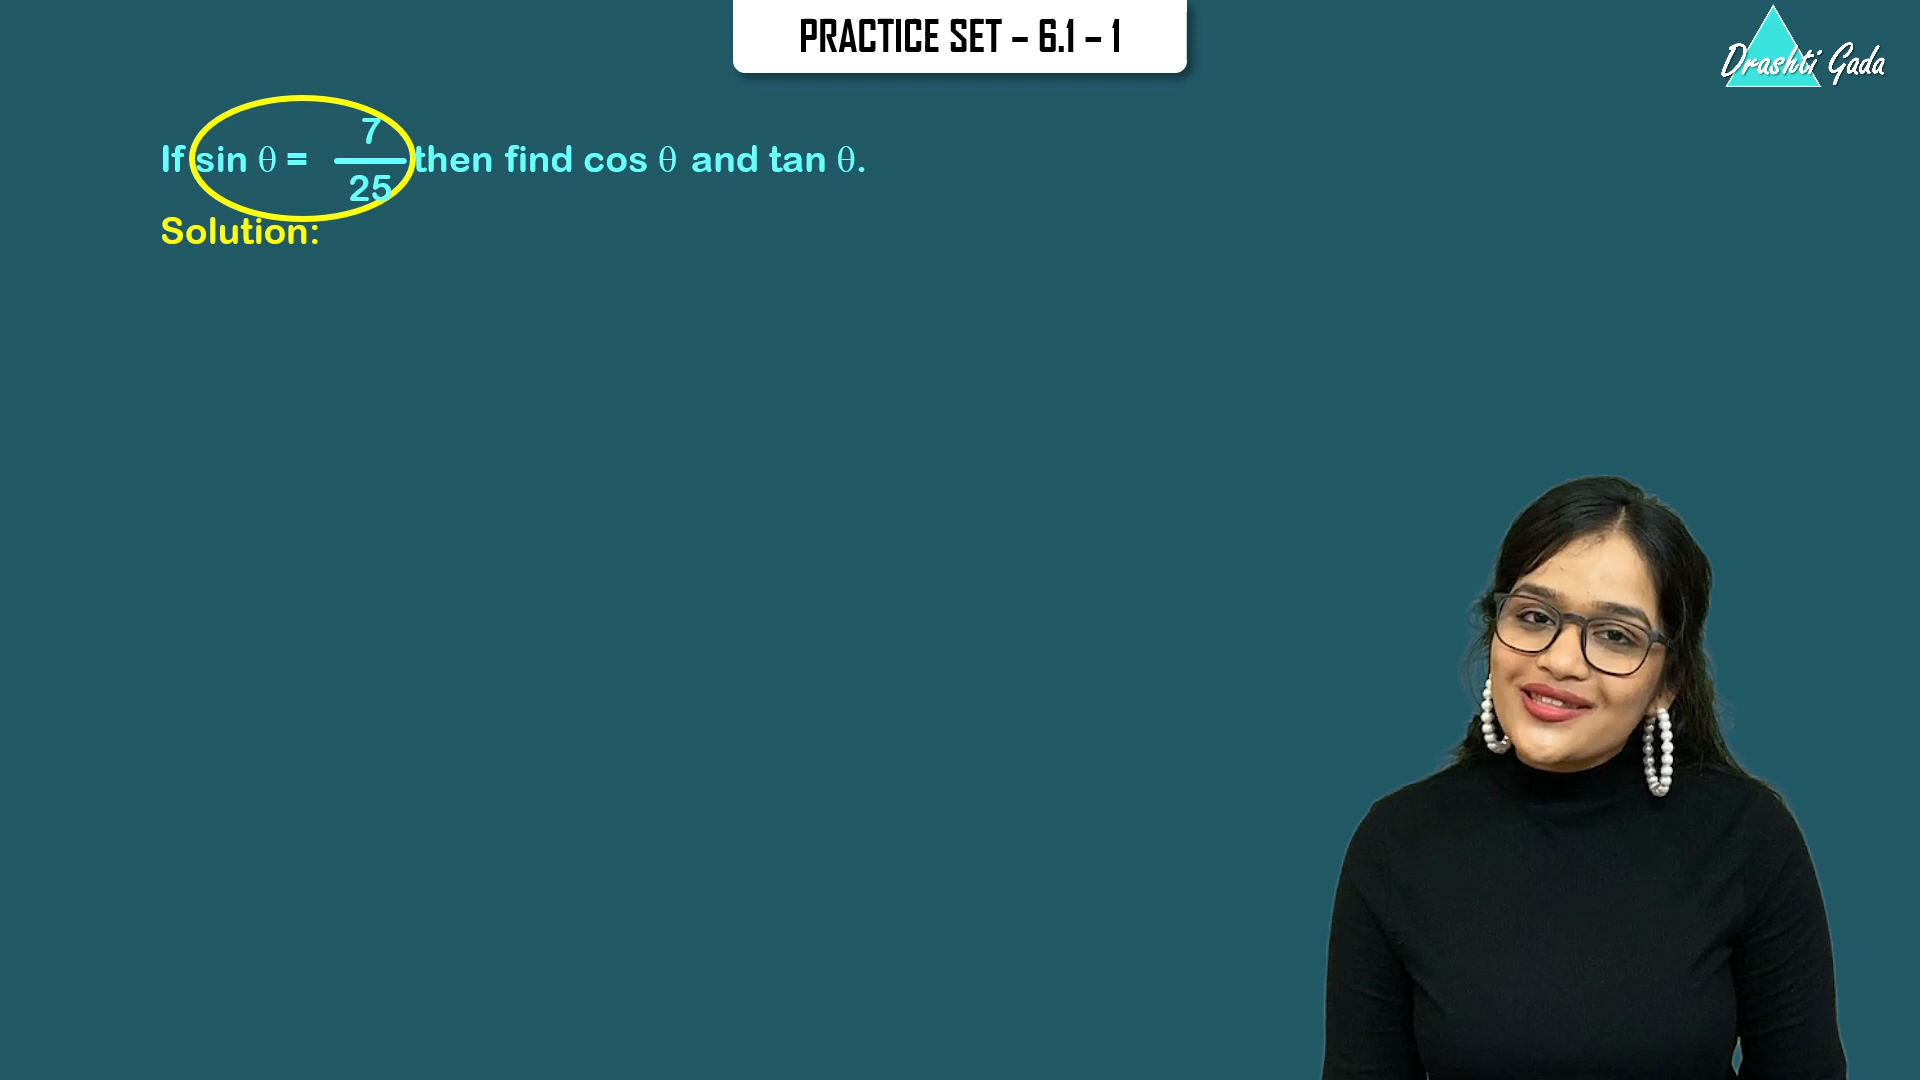 PRACTICE SET – 6.1 – 1
Drashti Gada
If sin θ = 7/25 then find cos θ and tan θ.
Solution: